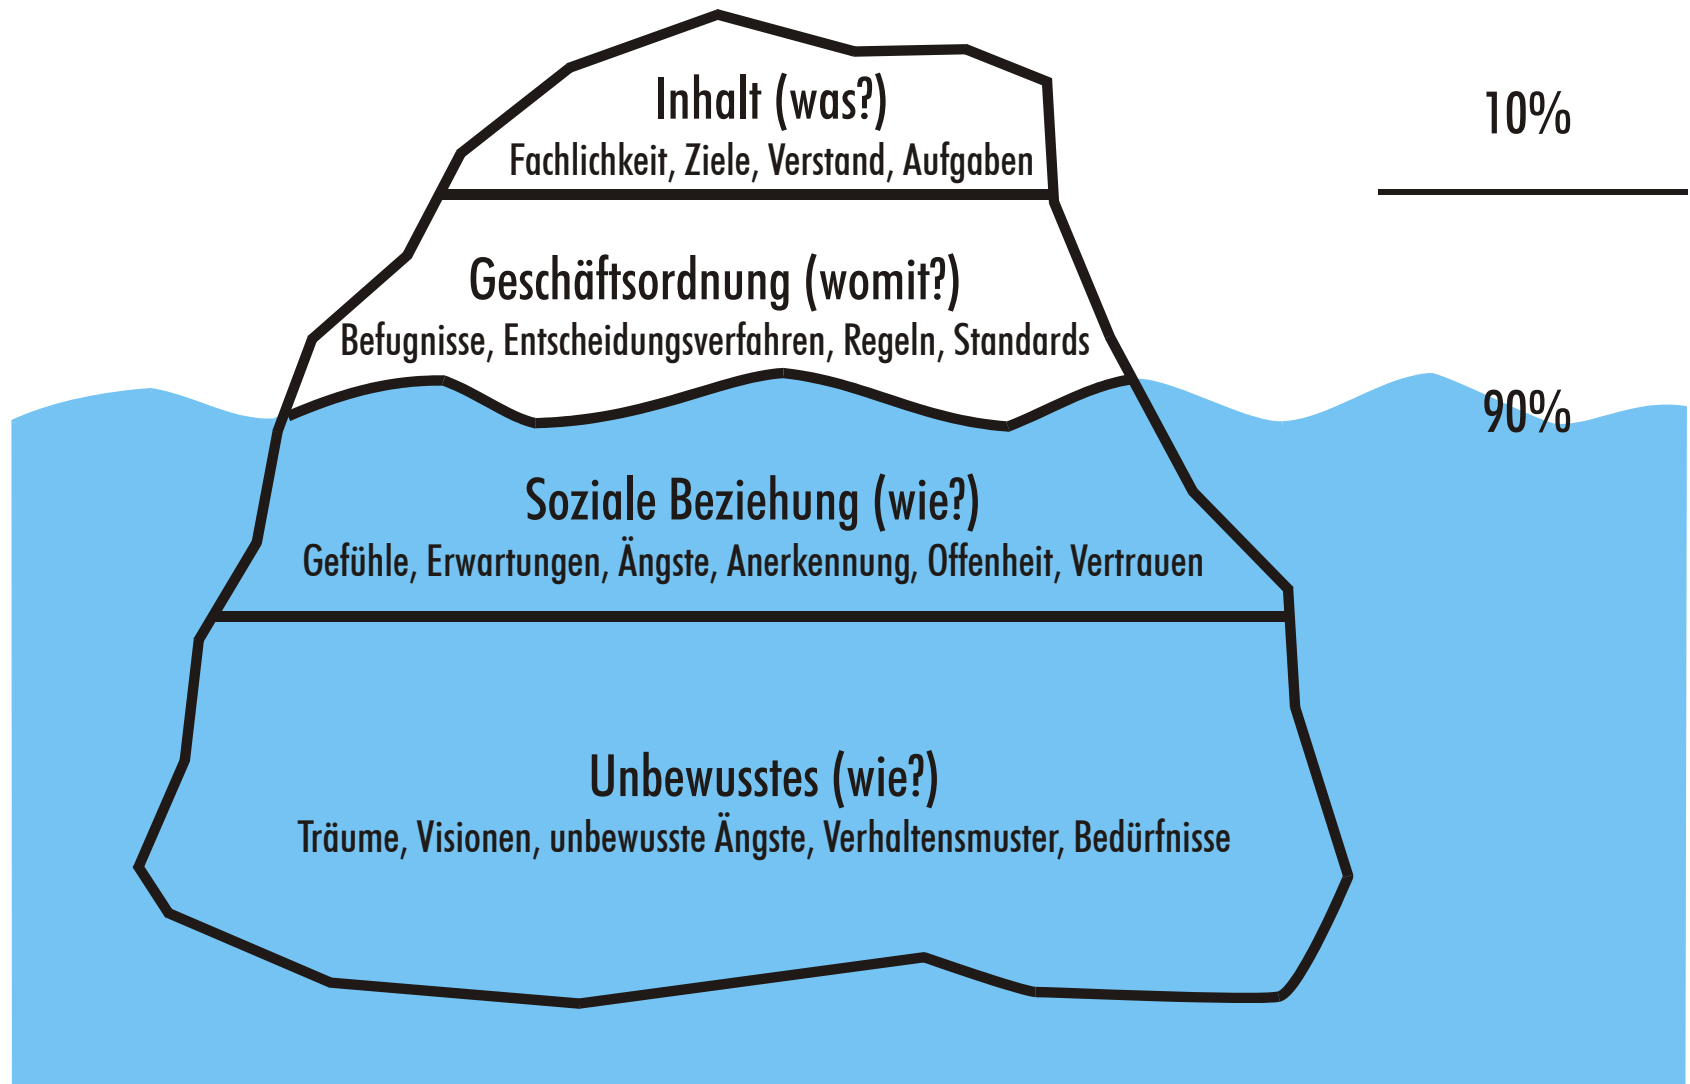 Inhalt (was?)
10%
Fachlichkeit, Ziele, Verstand, Aufgaben
Geschäftsordnung (womit?)
Befugnisse, Entscheidungsverfahren, Regeln, Standards
90%
Soziale Beziehung (wie?)
Gefühle, Erwartungen, Ängste, Anerkennung, Offenheit, Vertrauen
Unbewusstes (wie?)
Träume, Visionen, unbewusste Ängste, Verhaltensmuster, Bedürfnisse